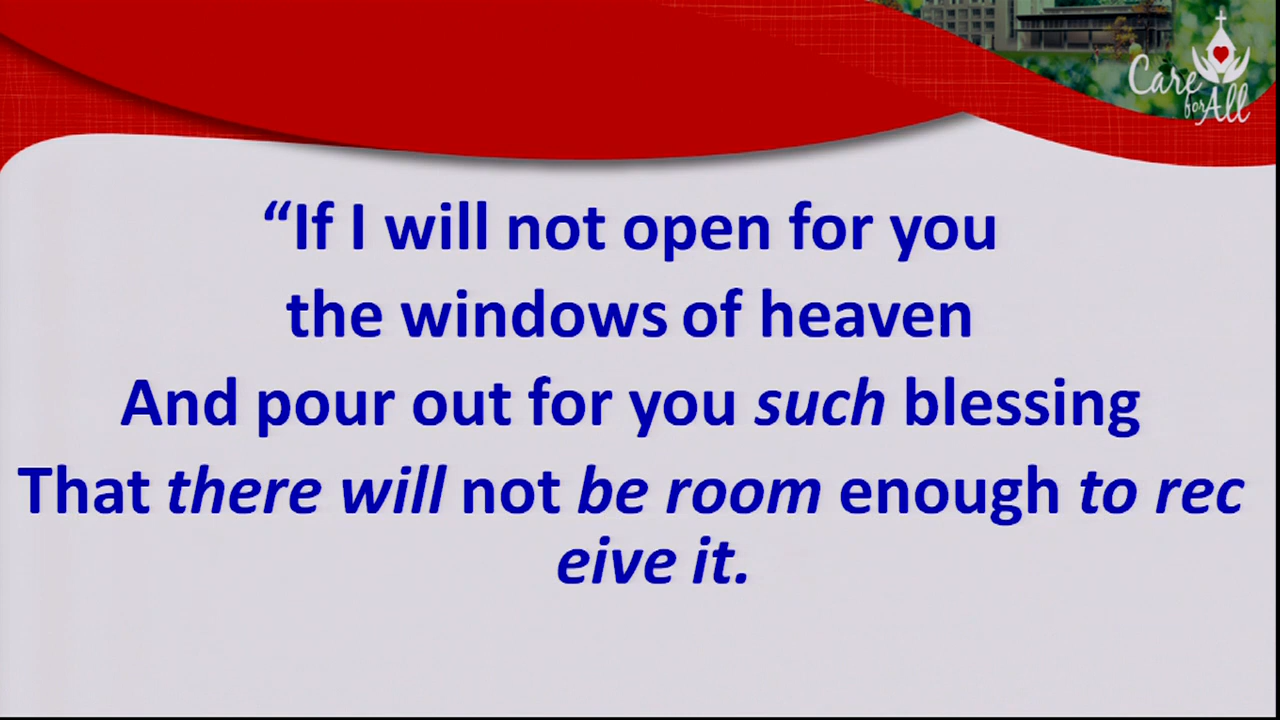 Care
for All
“If I will not open for you
the windows of heaven
And pour out for you such blessing
That there will not be room enough to rec
eive it.